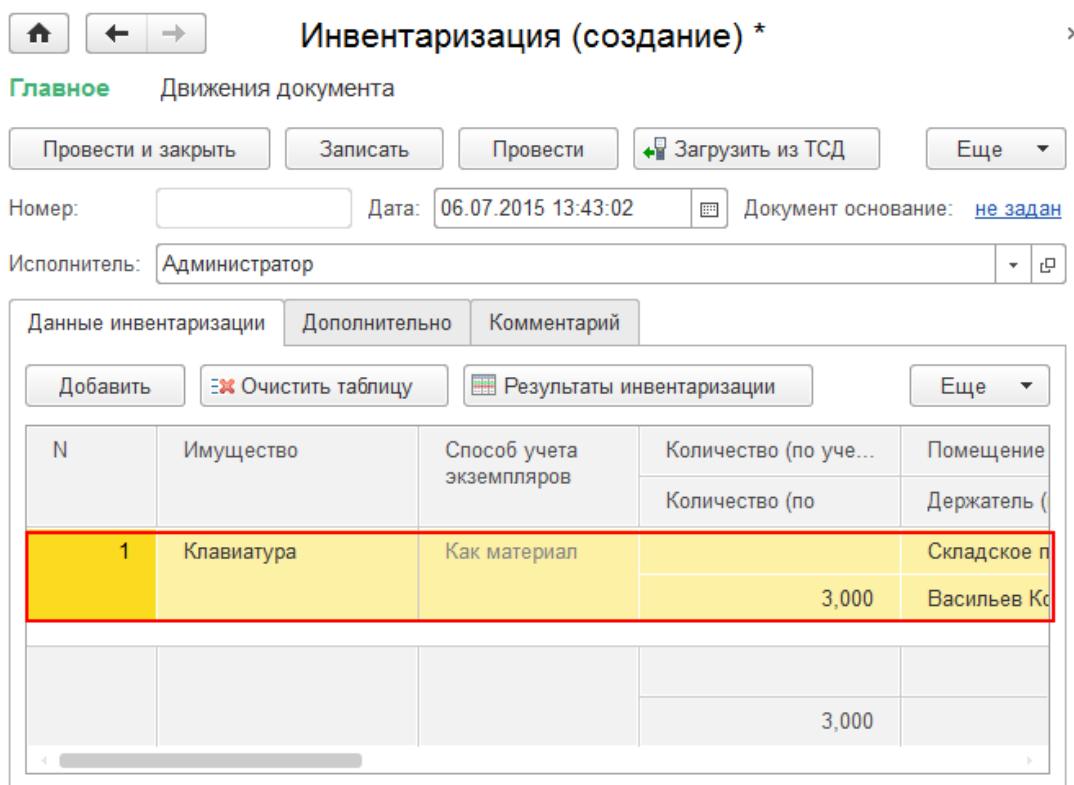 Инвентаризация (создание) *
Главное Движения документа
Провести и закрыть Записать Провести Загрузить из ТСД Еще
Номер: Дата: 06.07.2015 13:43:02 Документ основание: не задан
Исполнитель: Администратор
Данные инвентаризации Дополнительно Комментарий
Добавить Очистить таблицу Результаты инвентаризации Еще
N Имущество Способ учета экземпляров Количество (по уче... Помещение
Количество (по Держатель (
1 Клавиатура Как материал Складское п
3,000 Васильев Ко
3,000